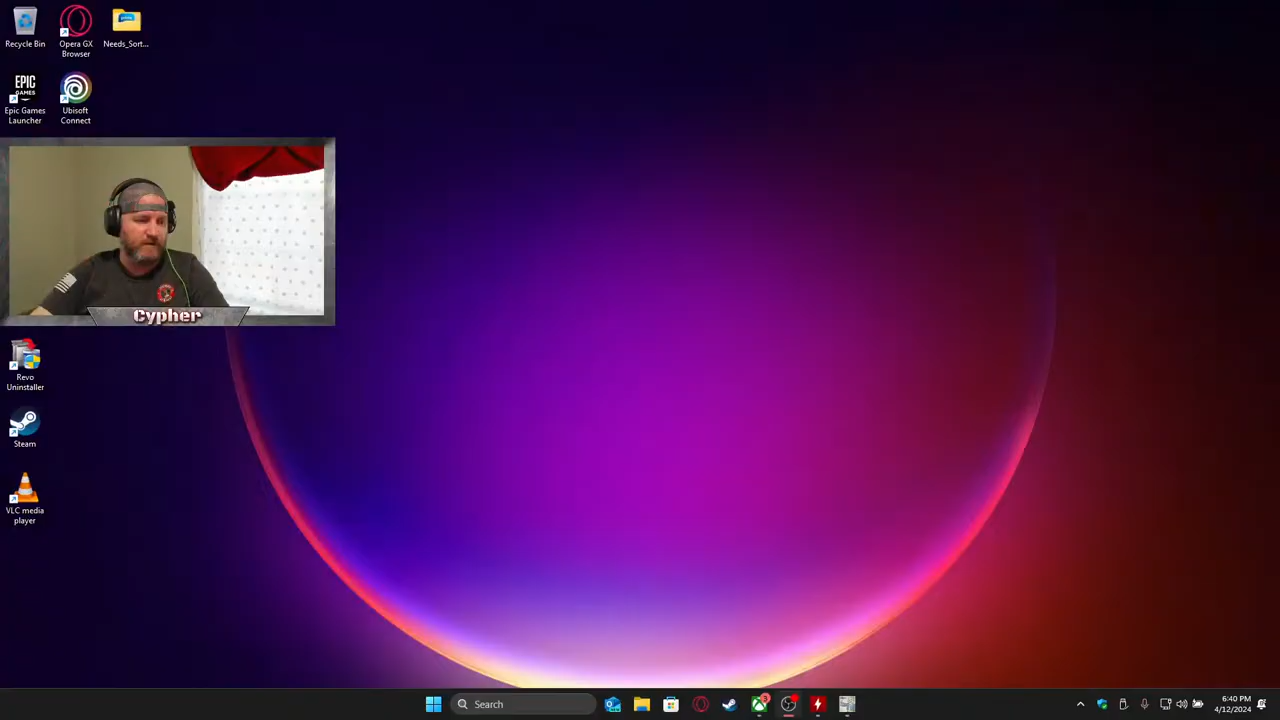 Recycle Bin
Opera GX
Browser
Needs_Sort...
EPIC
GAMES
Epic Games
Launcher
Ubisoft
Connect
Cypher
Revo
Uninstaller
Steam
VLC media
player
Search
3
6:40 PM
4/12/2024